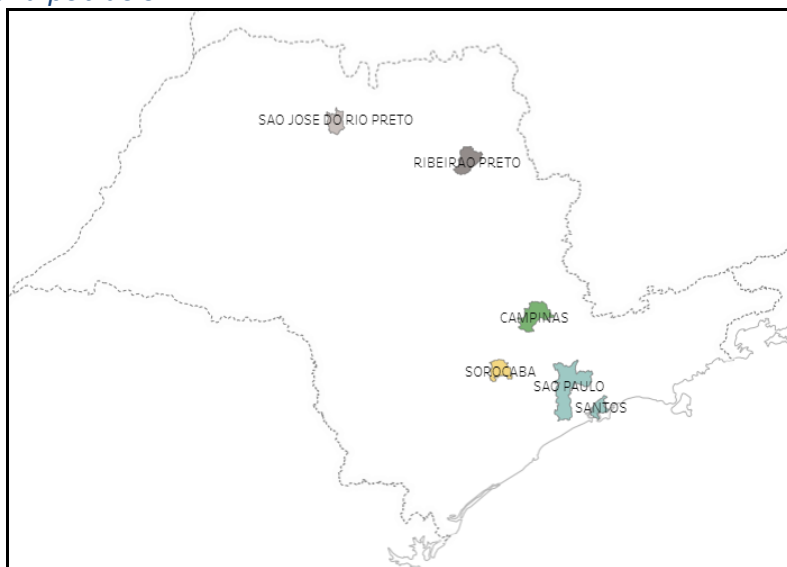 SAO JOSE DO RIO PRETO
RIBEIRAO PRETO
CAMPINAS
SOROCABA
SAO PAULO
SANTOS